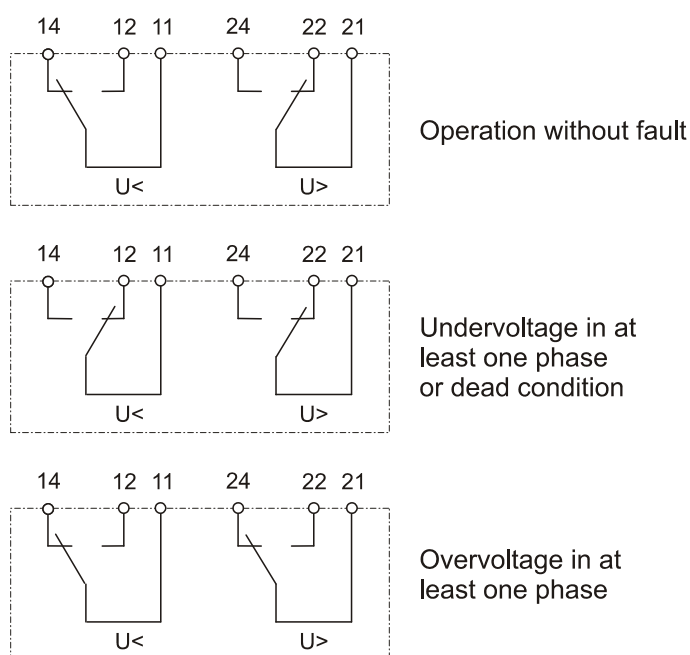 14 12 11 24 22 21
Operation without fault
U< U>
14 12 11 24 22 21
Undervoltage in at
least one phase
or dead condition
U< U>
14 12 11 24 22 21
Overvoltage in at
least one phase
U< U>